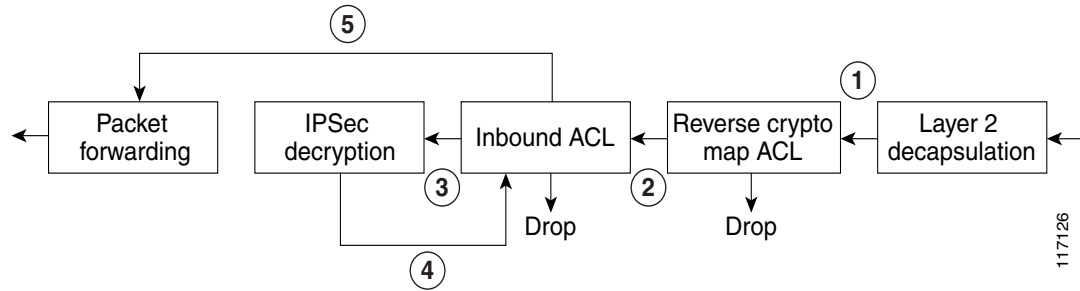 5
1
Packet
forwarding
IPSec
decryption
Inbound ACL
Reverse crypto
map ACL
Layer 2
decapsulation
3
2
Drop
Drop
4
117126